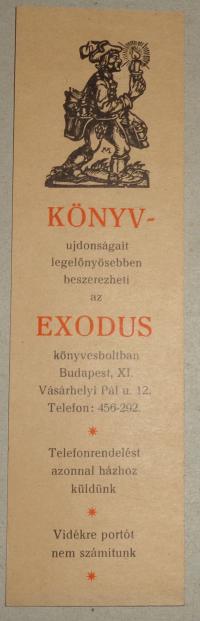 KÖNYV-
ujdonságait
legelőnyösebben
beszerezheti
az
EXODUS
könyvesboltban
Budapest, XI.
Vásárhelyi Pál u. 12.
Telefon: 456-292.
Telefonrendelést
azonnal házhoz
küldünk
Vidékre portót
nem számítunk